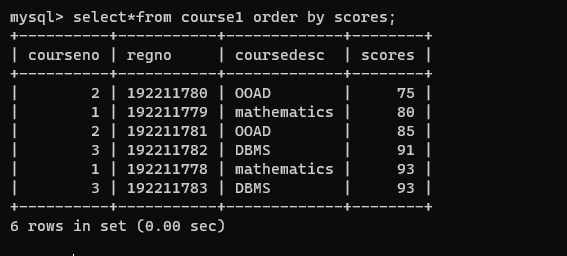 mysql> select*from course1 order by scores;
+----------+-----------+-------------+--------+
| courseno | regno     | coursedesc  | scores |
+----------+-----------+-------------+--------+
|        2 | 192211780 | OOAD        |     75 |
|        1 | 192211779 | mathematics |     80 |
|        2 | 192211781 | OOAD        |     85 |
|        3 | 192211782 | DBMS        |     91 |
|        1 | 192211778 | mathematics |     93 |
|        3 | 192211783 | DBMS        |     93 |
+----------+-----------+-------------+--------+
6 rows in set (0.00 sec)